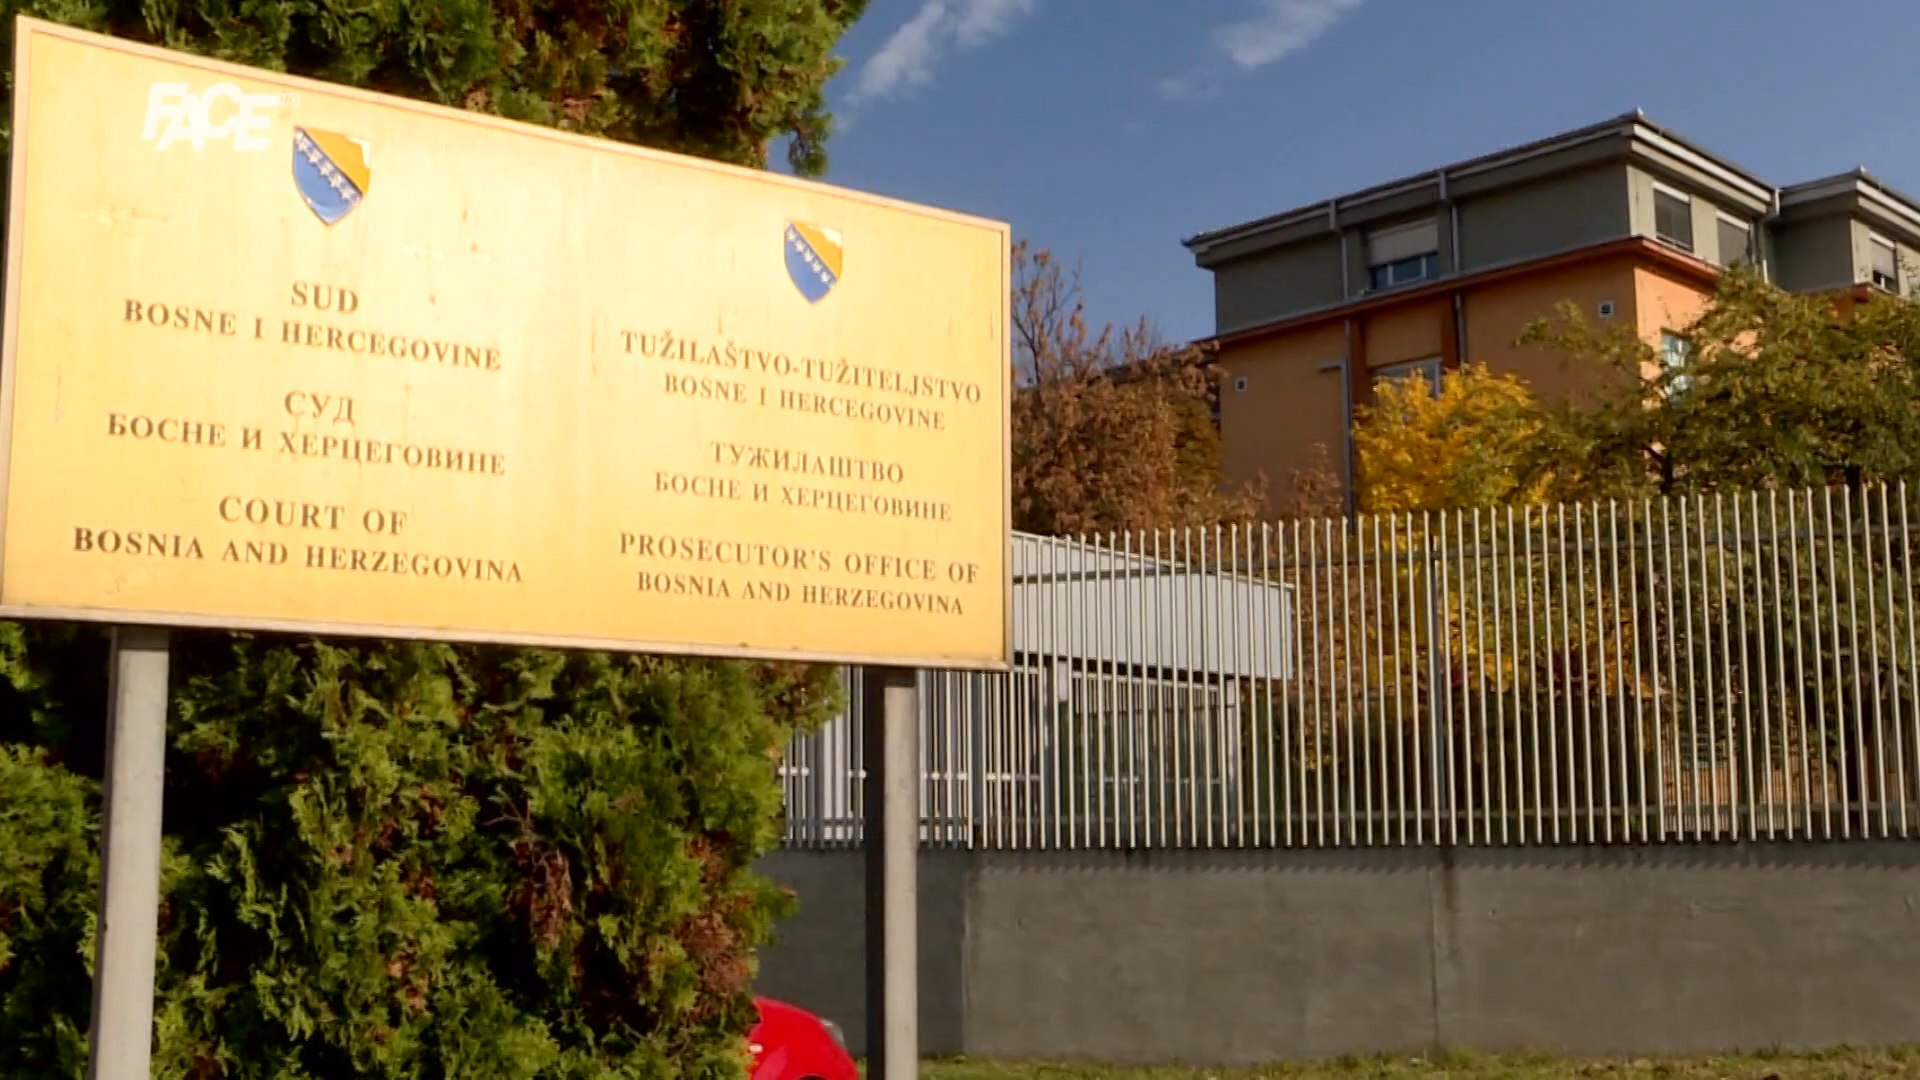 FACE
SUD
BOSNE I HERCEGOVINE
СУД
БОСНЕ И ХЕРЦЕГОВИНЕ
COURT OF
BOSNIA AND HERZEGOVINA
TUŽILAŠTVO-TUŽITELJSTVO
BOSNE I HERCEGOVINE
ТУЖИЛАШТВО
БОСНЕ И ХЕРЦЕГОВИНЕ
PROSECUTOR'S OFFICE OF
BOSNIA AND HERZEGOVINA